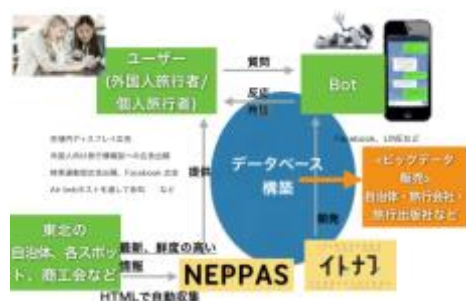 ユーザー
(外国人旅行者/
個人旅行者)
質問
反応
Bot
Facebook、LINEなど
市場内ディスプレイ広告
外国人向け旅行情報誌への広告出稿
検索連動型広告出稿、Facebook 広告
Air bnbホストを通して告知 など
提供
データベース
構築
開発
<ビッグデータ
販売>
自治体・旅行会社・
旅行出版社など
東北の
自治体、各スポッ
ト、商工会など
最新、鮮度の高い
情報
NEPPAS
イトナブ
HTMLで自動収集